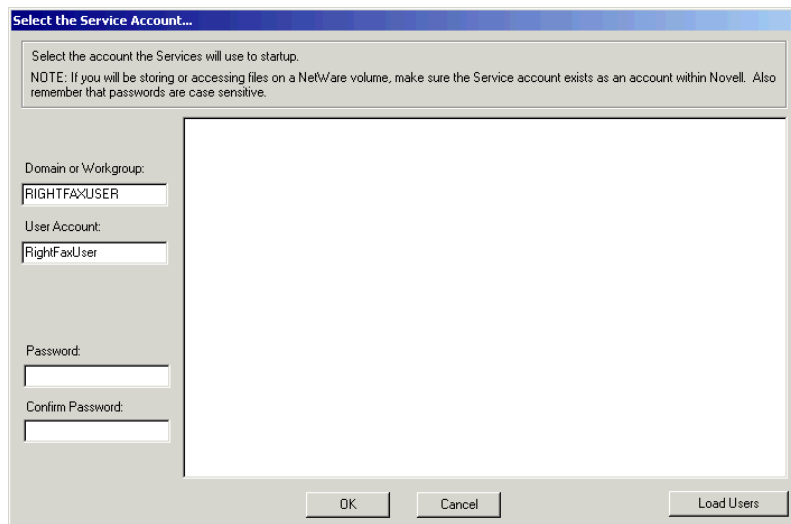 Select the Service Account...
Select the account the Services will use to startup.
NOTE: If you will be storing or accessing files on a NetWare volume, make sure the Service account exists as an account within Novell. Also
remember that passwords are case sensitive.
Domain or Workgroup:
RIGHTFAXUSER
User Account:
RightFaxUser
Password:
Confirm Password:
OK
Cancel
Load Users